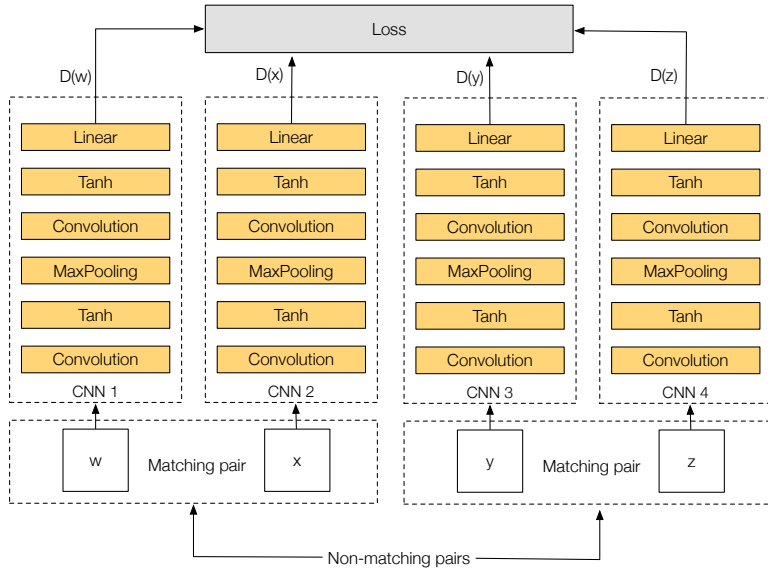 Loss
D(w)
D(x)
D(y)
D(z)
Linear
Linear
Linear
Linear
Tanh
Tanh
Tanh
Tanh
Convolution
Convolution
Convolution
Convolution
MaxPooling
MaxPooling
MaxPooling
MaxPooling
Tanh
Tanh
Tanh
Tanh
Convolution
Convolution
Convolution
Convolution
CNN 1
CNN 2
CNN 3
CNN 4
w
Matching pair
x
y
Matching pair
z
Non-matching pairs